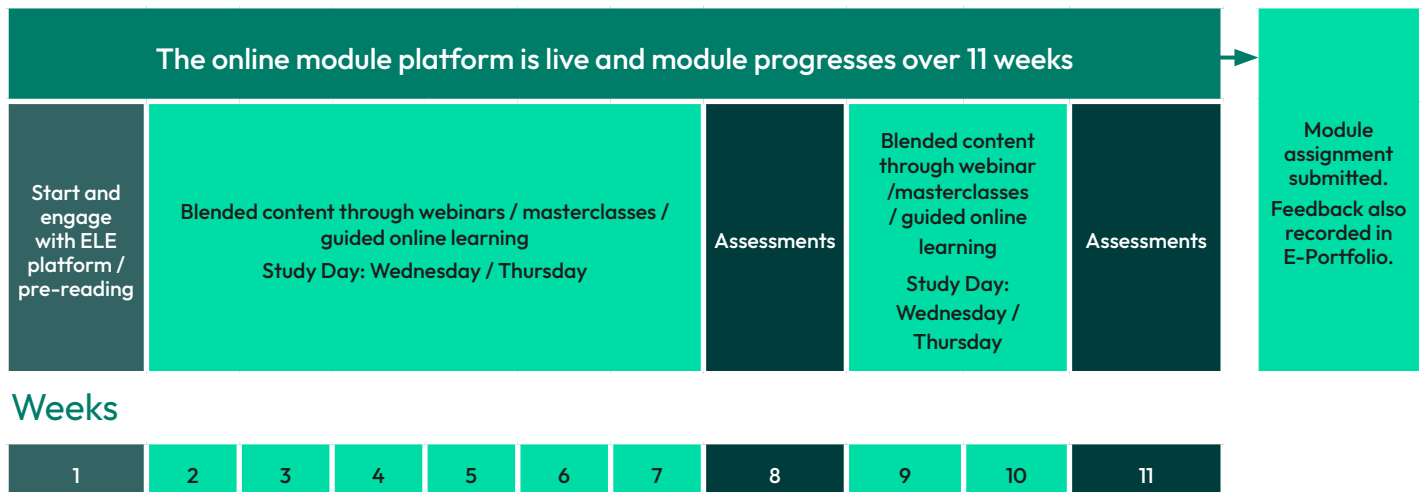 The online module platform is live and module progresses over 11 weeks
Start and
engage
with ELE
platform /
pre-reading
Blended content through webinars / masterclasses /
guided online learning
Study Day: Wednesday / Thursday
Assessments
Blended content
through webinar
/masterclasses
/ guided online
learning
Study Day:
Wednesday /
Thursday
Assessments
Module
assignment
submitted.
Feedback also
recorded in
E-Portfolio.
Weeks
1 2 3 4 5 6 7 8 9 10 11